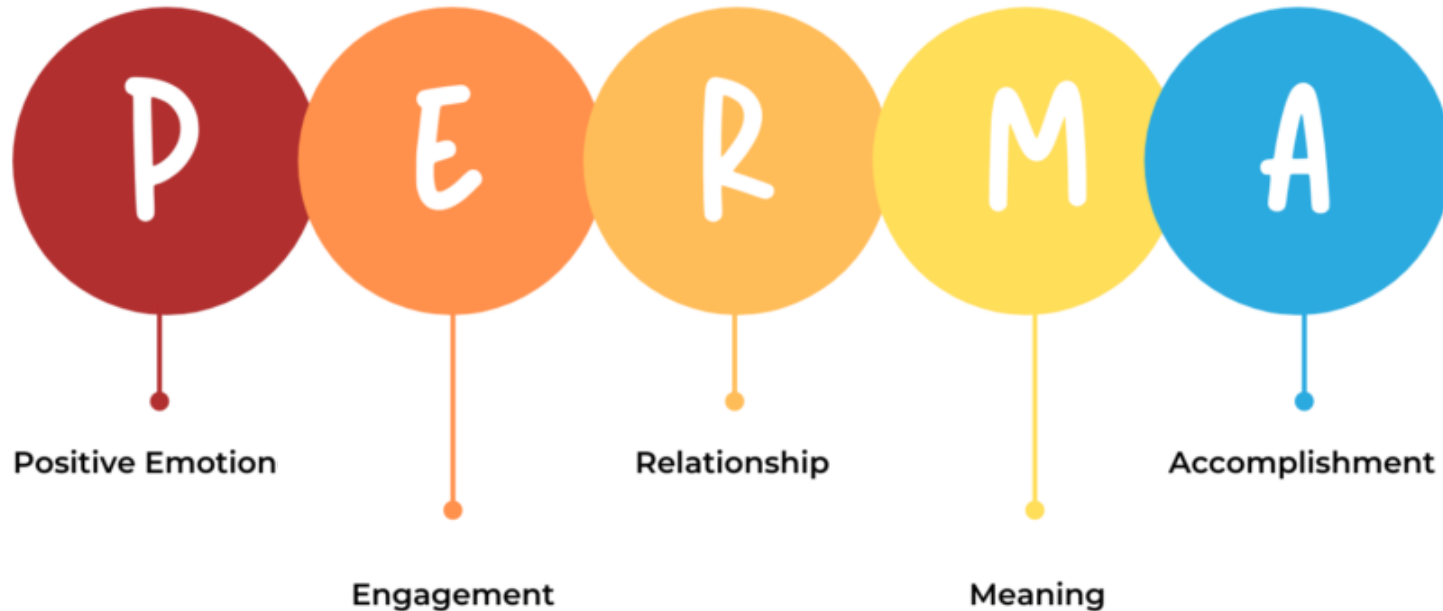 P E R M A
Positive Emotion
Relationship
Accomplishment
Engagement
Meaning